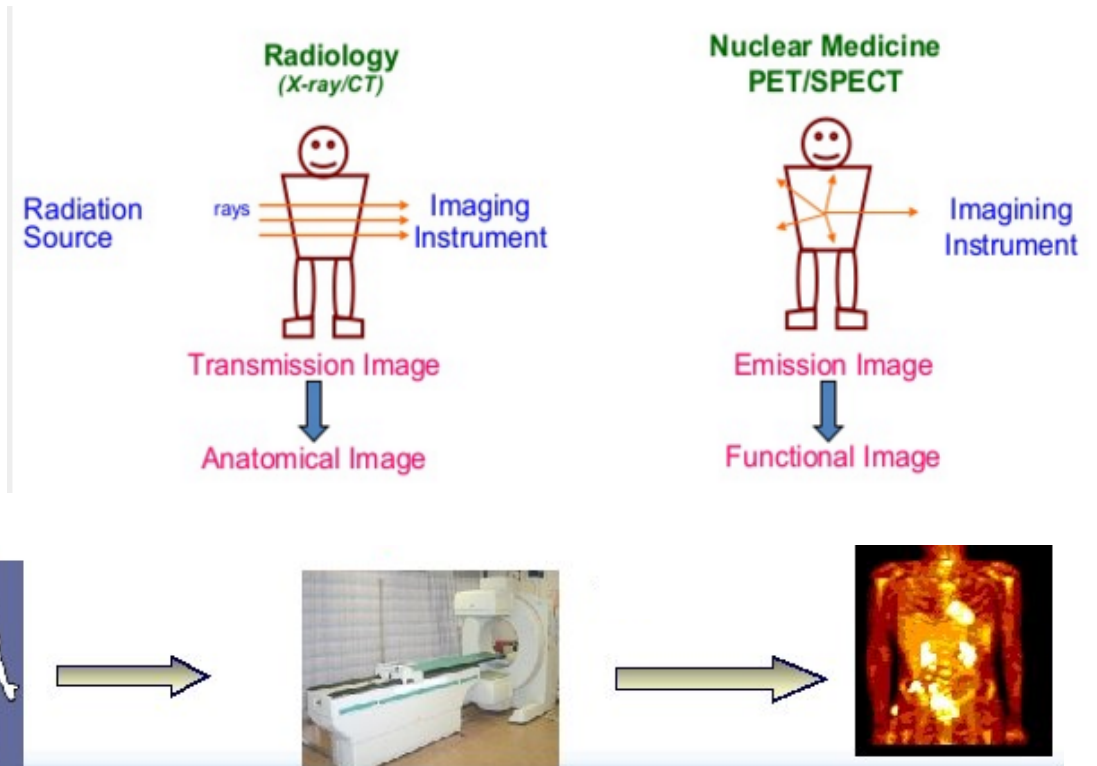 Radiology
(X-ray/CT)
Radiation
Source
rays
Imaging
Instrument
Transmission Image
Anatomical Image
Nuclear Medicine
PET/SPECT
Imagining
Instrument
Emission Image
Functional Image